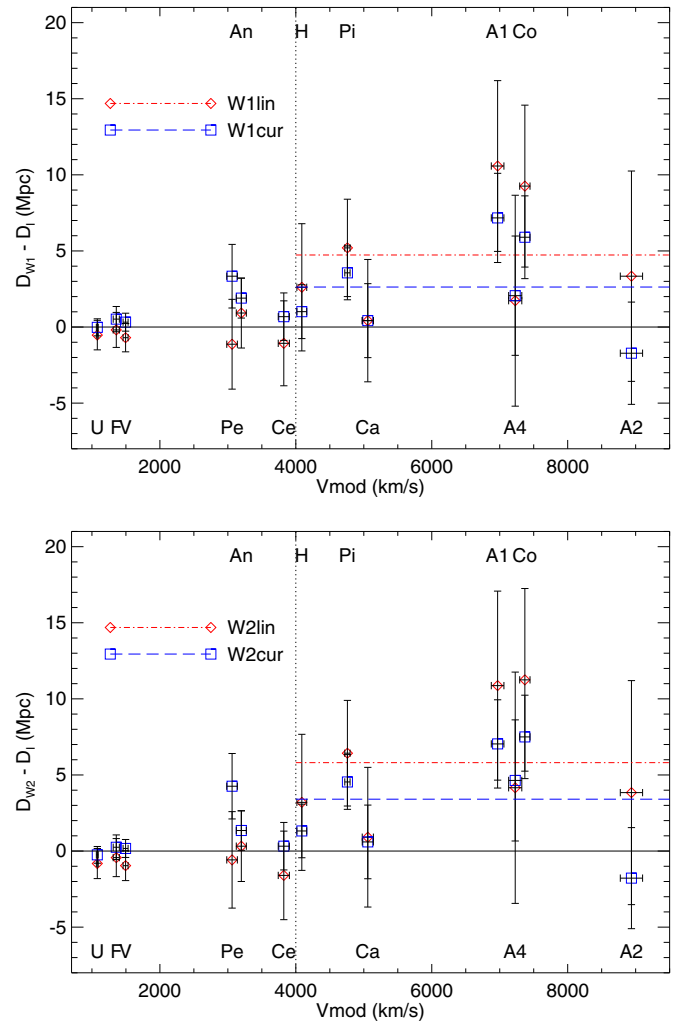 20
An H Pi A1 Co
15
W1lin
W1cur
10
D_W1 - D_I (Mpc)
5
0
-5
U F V Pe Ce Ca A4 A2
2000 4000 6000 8000
Vmod (km/s)
20
An H Pi A1 Co
15
W2lin
W2cur
10
D_W2 - D_I (Mpc)
5
0
-5
U F V Pe Ce Ca A4 A2
2000 4000 6000 8000
Vmod (km/s)